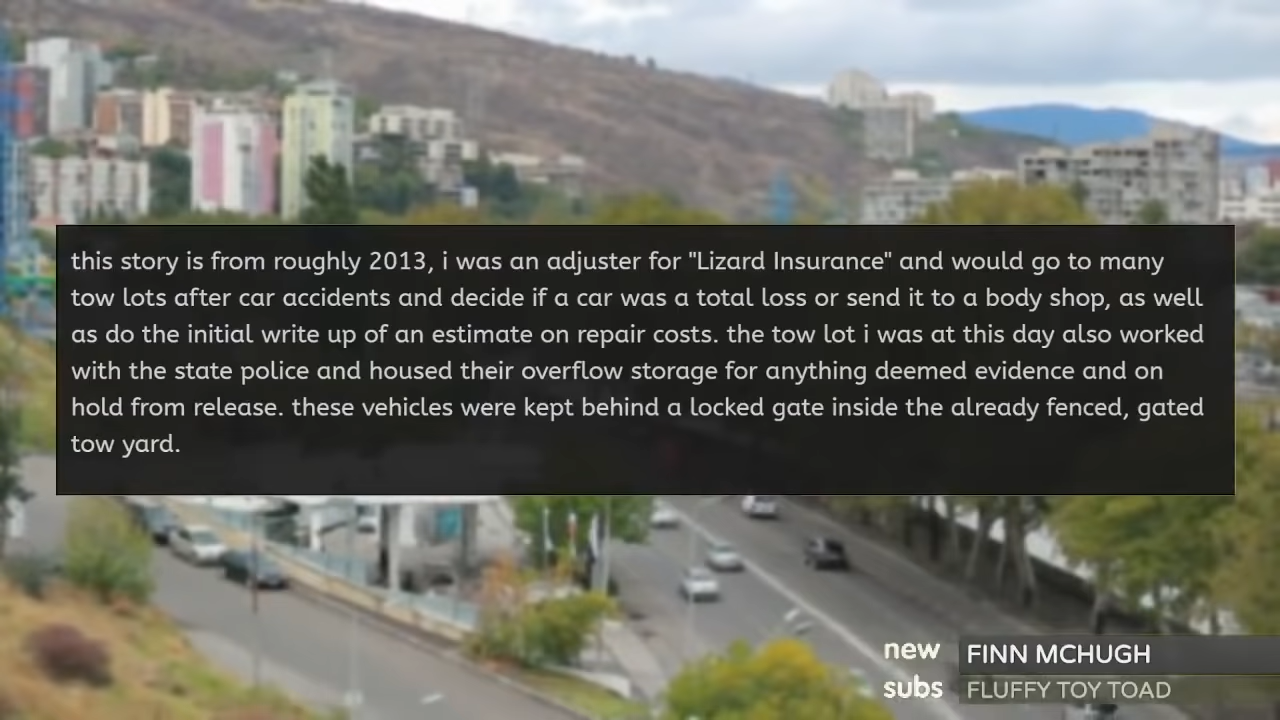 this story is from roughly 2013, i was an adjuster for "Lizard Insurance" and would go to many
tow lots after car accidents and decide if a car was a total loss or send it to a body shop, as well
as do the initial write up of an estimate on repair costs. the tow lot i was at this day also worked
with the state police and housed their overflow storage for anything deemed evidence and on
hold from release. these vehicles were kept behind a locked gate inside the already fenced, gated
tow yard.
new FINN MCHUGH
subs FLUFFY TOY TOAD